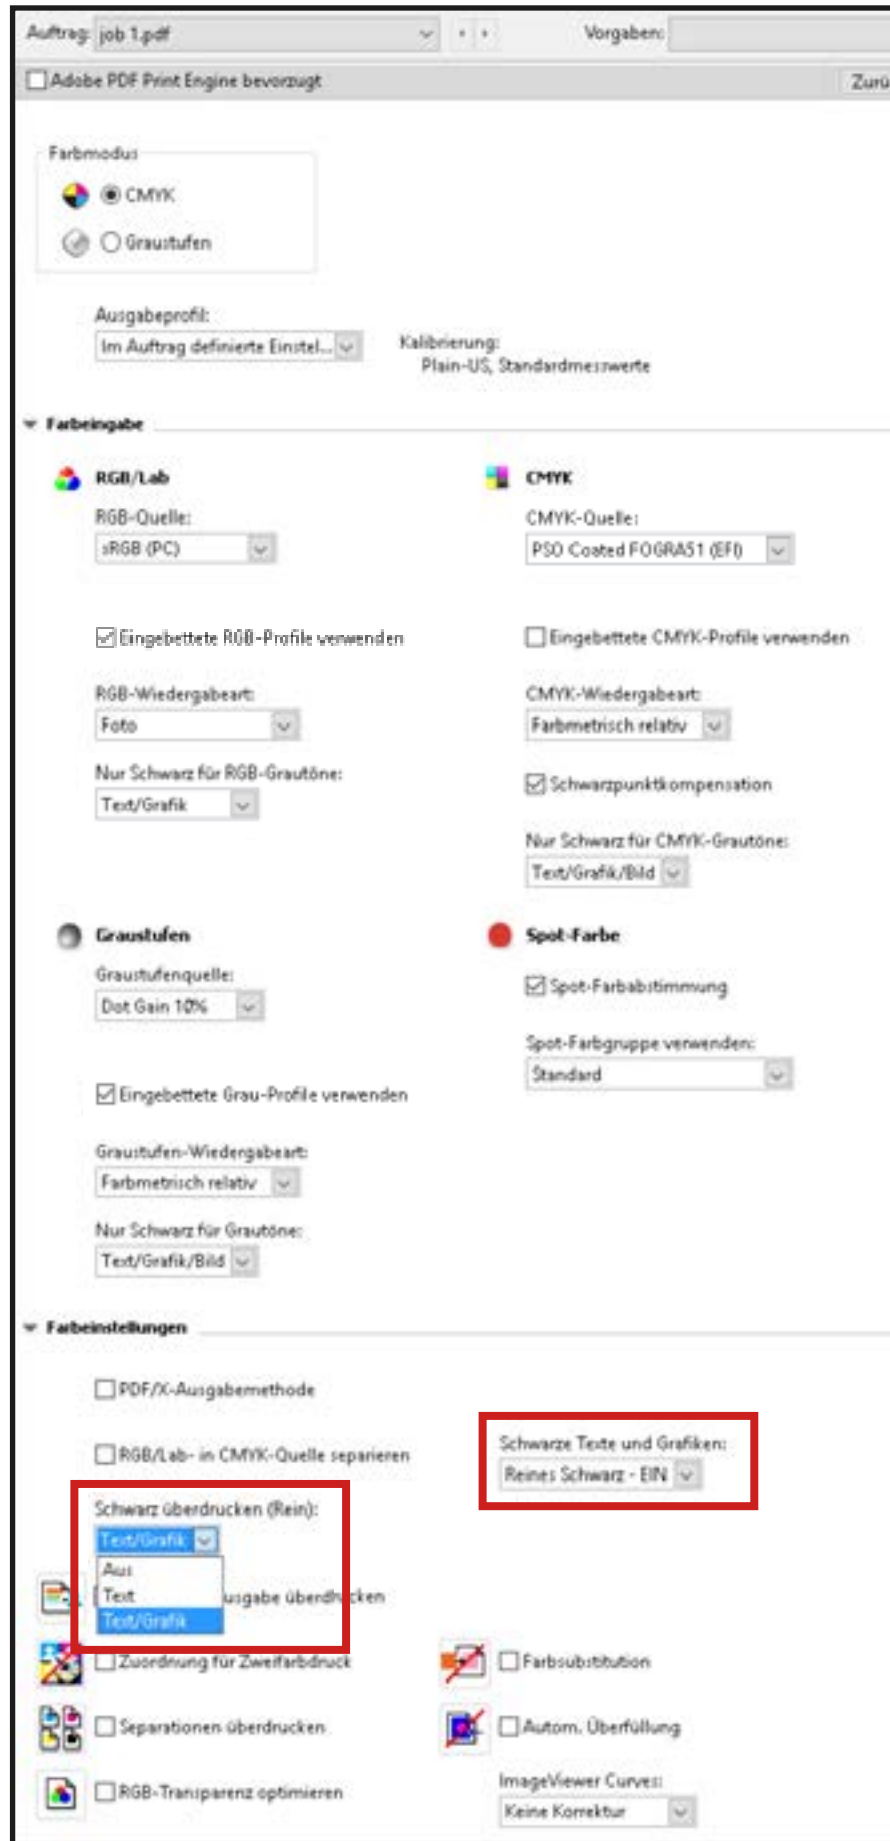 Auftrag: job 1.pdf Vorgaben:
Adobe PDF Print Engine bevorzugt Zurü
Farbmodus
CMYK
Graustufen
Ausgabeprofil:
Im Auftrag definierte Einstel...
Kalibrierung:
Plain-US, Standardmesswerte
Farbeingabe
RGB/Lab
RGB-Quelle:
sRGB (PC)
Eingebettete RGB-Profile verwenden
RGB-Wiedergabeart:
Foto
Nur Schwarz für RGB-Grautöne:
Text/Grafik
CMYK
CMYK-Quelle:
PSO Coated FOGRA51 (EFI)
Eingebettete CMYK-Profile verwenden
CMYK-Wiedergabeart:
Farbmetrisch relativ
Schwarzpunktkompensation
Nur Schwarz für CMYK-Grautöne:
Text/Grafik/Bild
Graustufen
Graustufenquelle:
Dot Gain 10%
Eingebettete Grau-Profile verwenden
Graustufen-Wiedergabeart:
Farbmetrisch relativ
Nur Schwarz für Grautöne:
Text/Grafik/Bild
Spot-Farbe
Spot-Farbabstimmung
Spot-Farbgruppe verwenden:
Standard
Farbeinstellungen
PDF/X-Ausgabemethode
RGB/Lab- in CMYK-Quelle separieren
Schwarze Texte und Grafiken:
Reines Schwarz - EIN
Schwarz überdrucken (Rein):
Text/Grafik
Aus
Text
usgabe überdrucken
Text/Grafik
Zuordnung für Zweifarbdruck
Farbsubstitution
Separationen überdrucken
Autom. Überfüllung
RGB-Transparenz optimieren
ImageViewer Curves:
Keine Korrektur